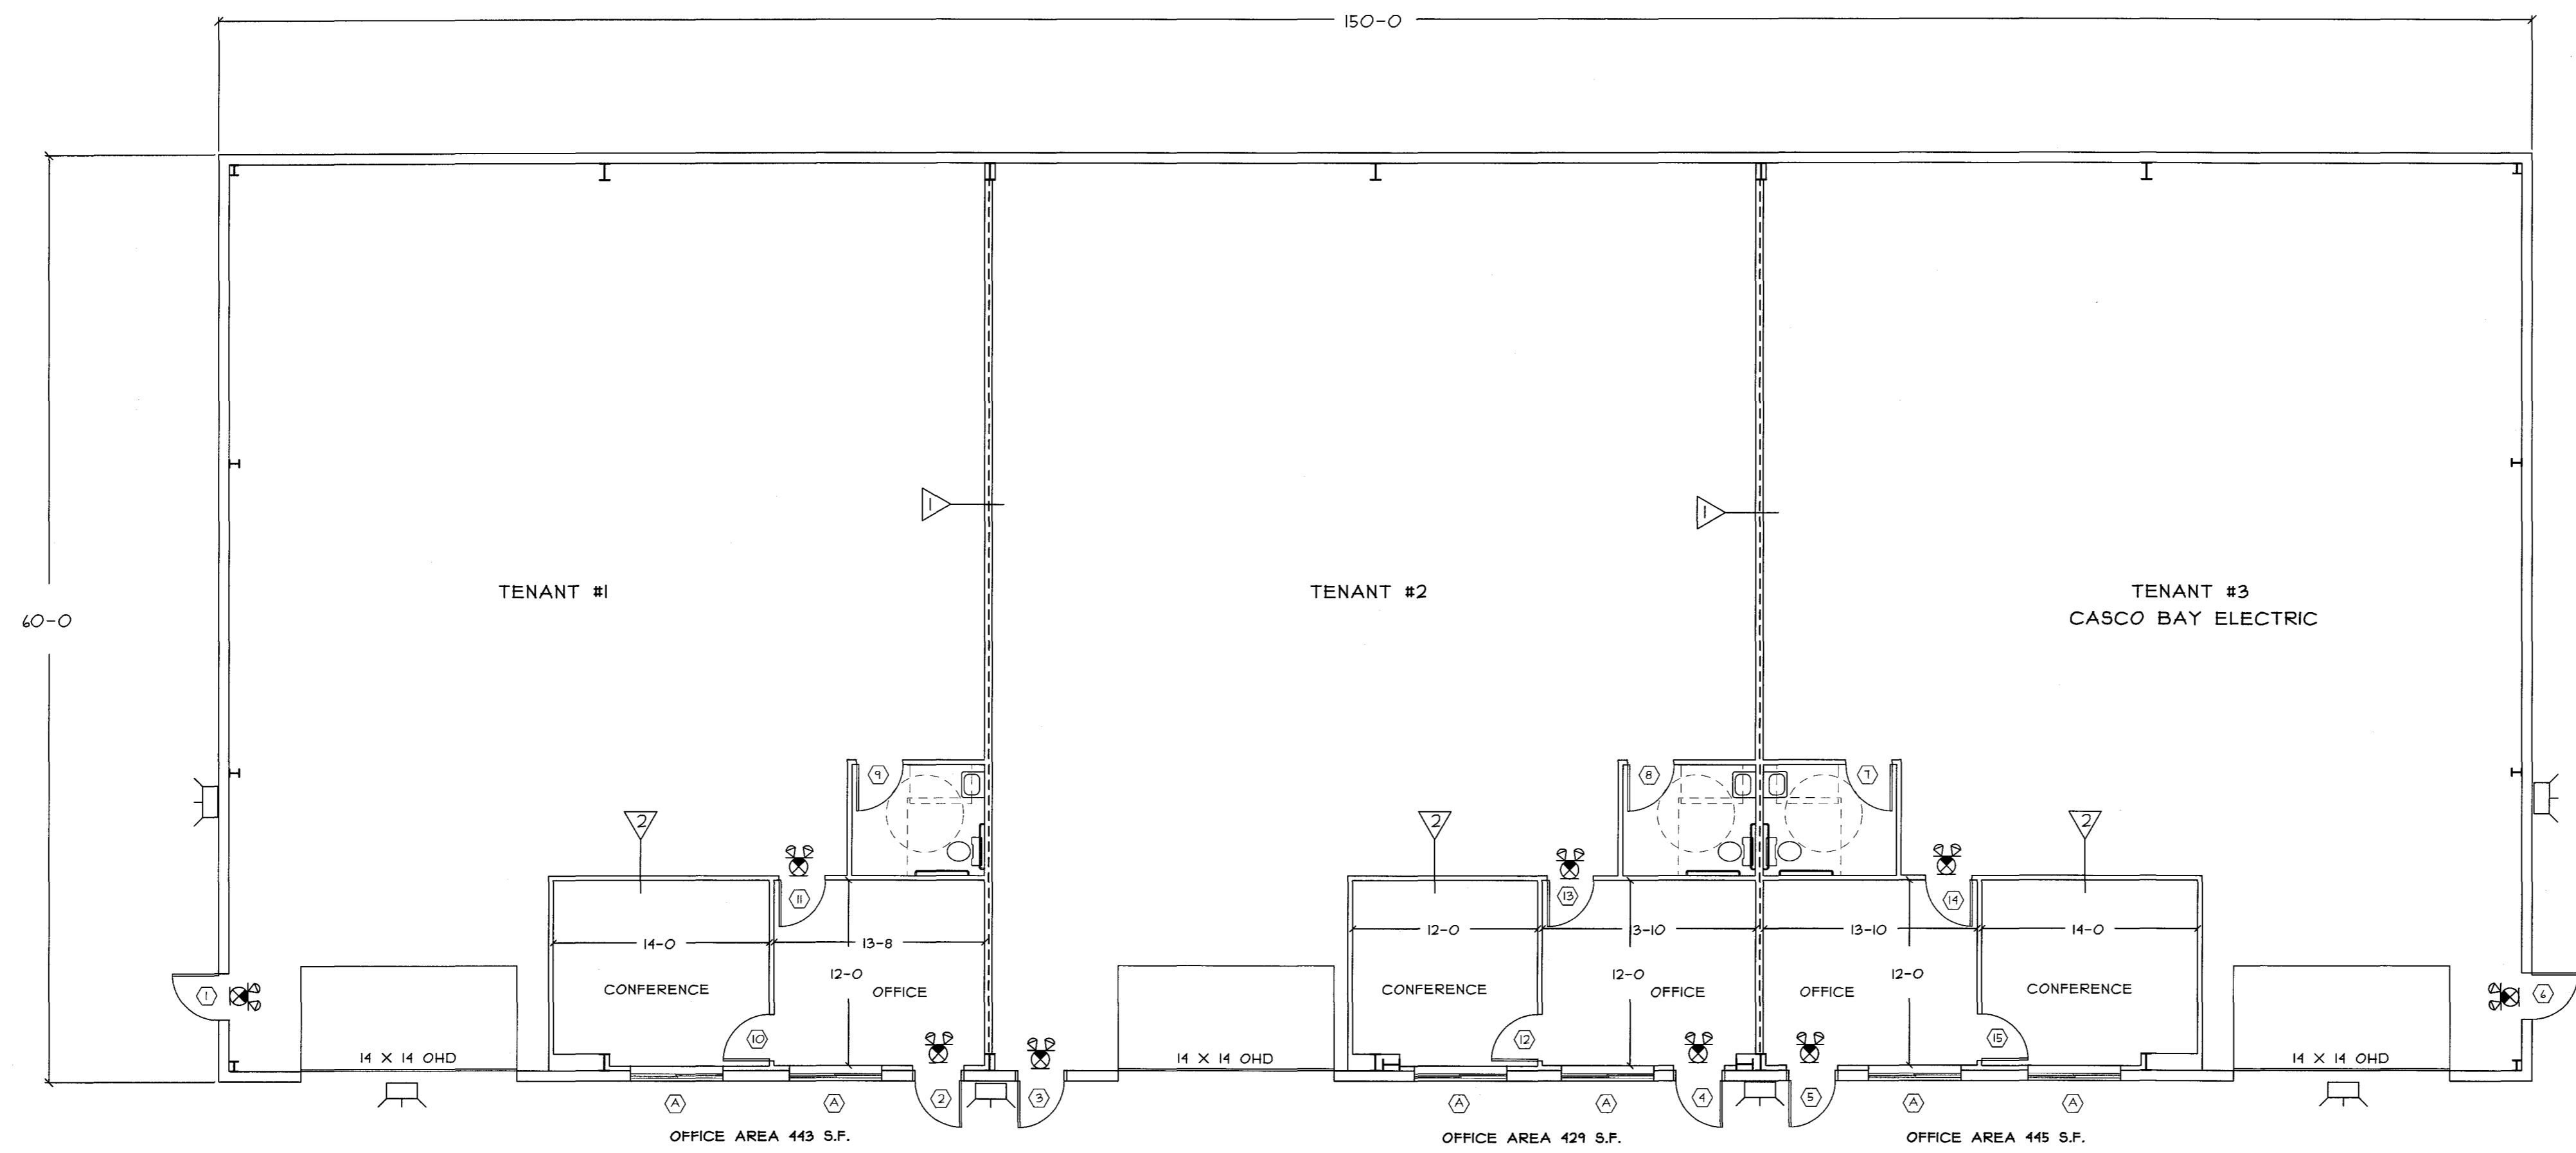 150-0
60-0
1
1
TENANT #1
TENANT #2
TENANT #3
CASCO BAY ELECTRIC
9
8
7
2
2
2
11
13
14
14-0
13-8
12-0
13-10
13-10
14-0
12-0
12-0
12-0
CONFERENCE
OFFICE
CONFERENCE
OFFICE
OFFICE
CONFERENCE
1
6
10
12
15
14 X 14 OHD
14 X 14 OHD
14 X 14 OHD
A
A
2
3
A
A
4
5
A
A
OFFICE AREA 443 S.F.
OFFICE AREA 429 S.F.
OFFICE AREA 445 S.F.